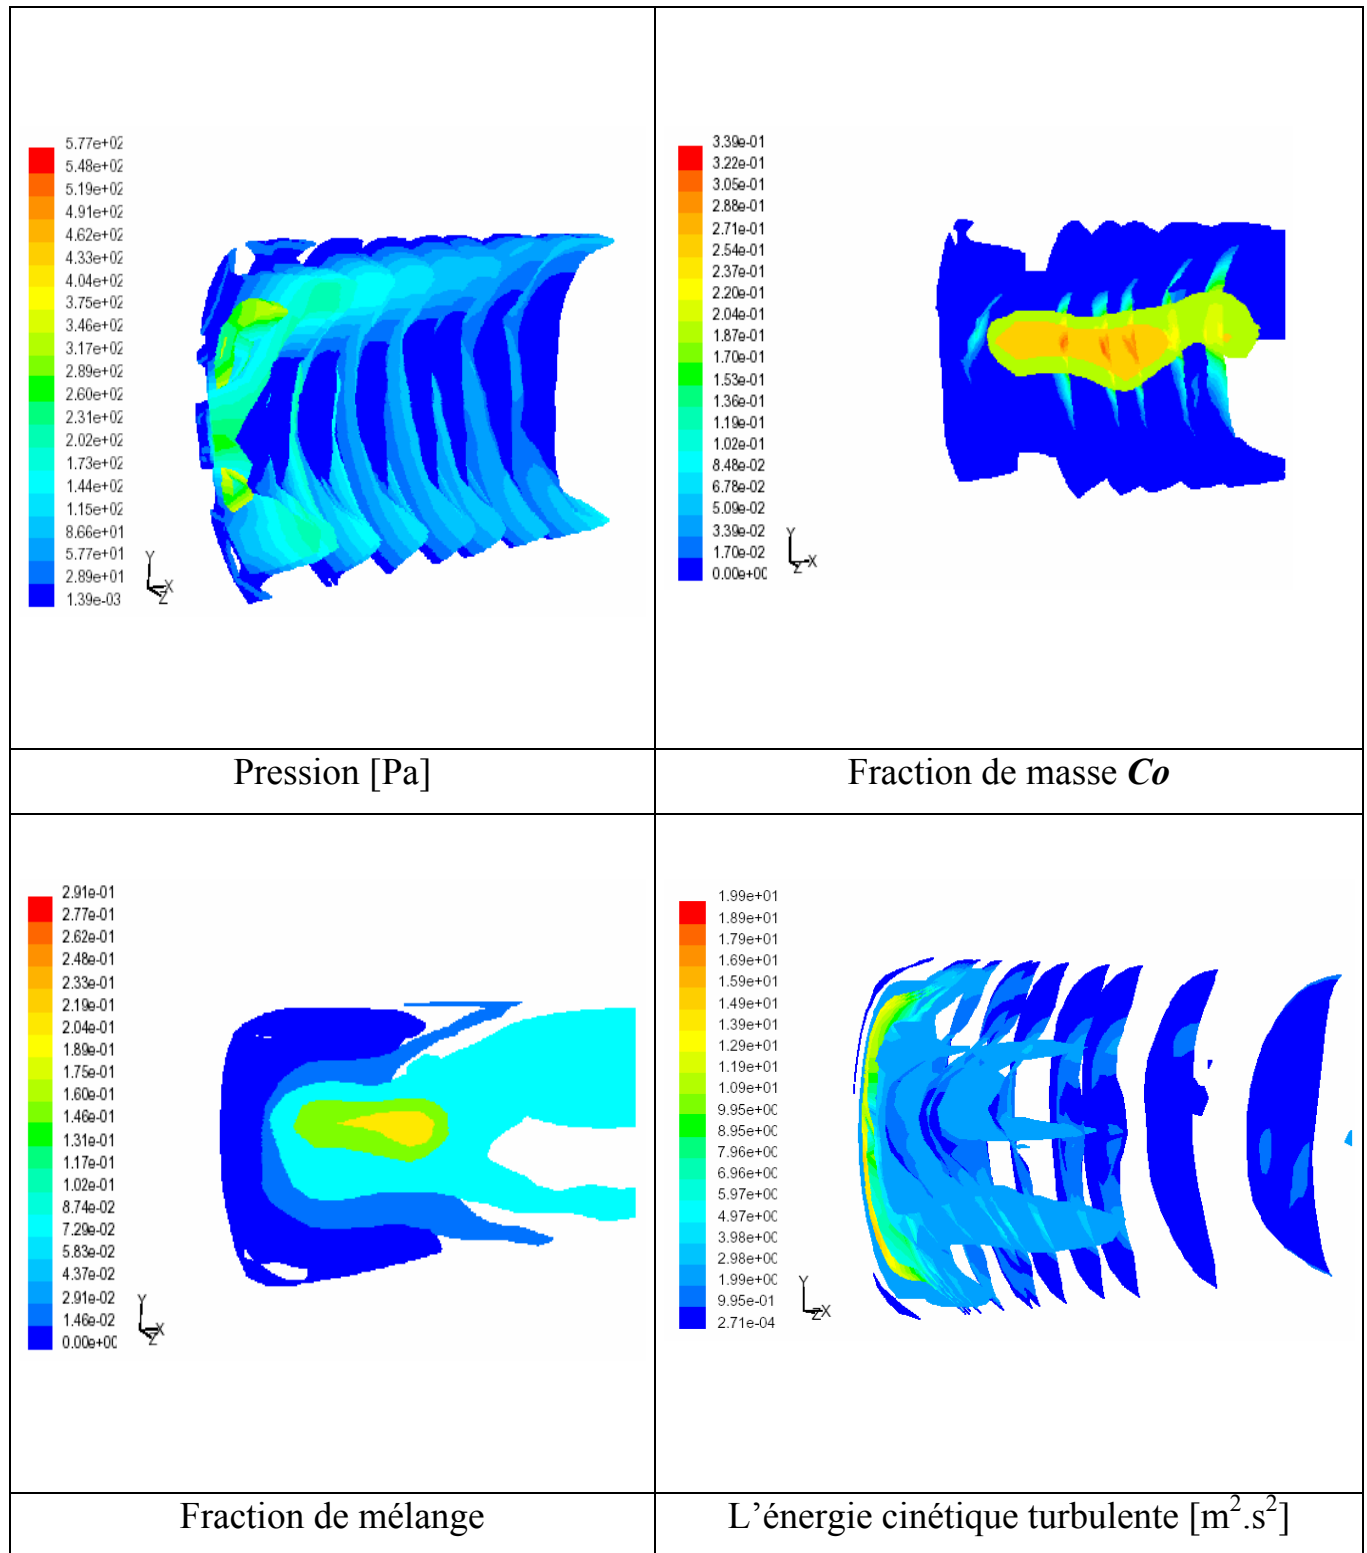 5.77e+02
5.48e+02
5.19e+02
4.91e+02
4.62e+02
4.33e+02
4.04e+02
3.75e+02
3.46e+02
3.17e+02
2.89e+02
2.60e+02
2.31e+02
2.02e+02
1.73e+02
1.44e+02
1.15e+02
8.66e+01
5.77e+01
2.89e+01
1.39e-03
Y
X
Z
3.39e-01
3.22e-01
3.05e-01
2.88e-01
2.71e-01
2.54e-01
2.37e-01
2.20e-01
2.04e-01
1.87e-01
1.70e-01
1.53e-01
1.36e-01
1.19e-01
1.02e-01
8.48e-02
6.78e-02
5.09e-02
3.39e-02
1.70e-02
0.00e+00
Y
X
Z
Pression [Pa]
Fraction de masse Co
2.91e-01
2.77e-01
2.62e-01
2.48e-01
2.33e-01
2.19e-01
2.04e-01
1.89e-01
1.75e-01
1.60e-01
1.46e-01
1.31e-01
1.17e-01
1.02e-01
8.74e-02
7.29e-02
5.83e-02
4.37e-02
2.91e-02
1.46e-02
0.00e+00
Y
X
Z
1.99e+01
1.89e+01
1.79e+01
1.69e+01
1.59e+01
1.49e+01
1.39e+01
1.29e+01
1.19e+01
1.09e+01
9.95e+00
8.95e+00
7.96e+00
6.96e+00
5.97e+00
4.97e+00
3.98e+00
2.98e+00
1.99e+00
9.95e-01
2.71e-04
Y
Z X
Fraction de mélange
L’énergie cinétique turbulente [m².s²]